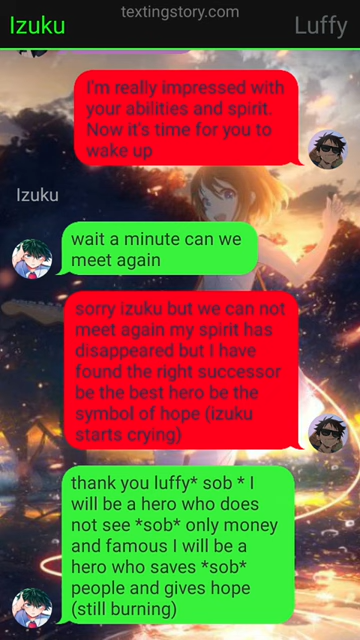 textingstory.com
Izuku
Luffy
I'm really impressed with
your abilities and spirit.
Now it's time for you to
wake up
Izuku
wait a minute can we
meet again
sorry izuku but we can not
meet again my spirit has
disappeared but I have
found the right successor
be the best hero be the
symbol of hope (izuku
starts crying)
thank you luffy* sob * I
will be a hero who does
not see *sob* only money
and famous I will be a
hero who saves *sob*
people and gives hope
(still burning)